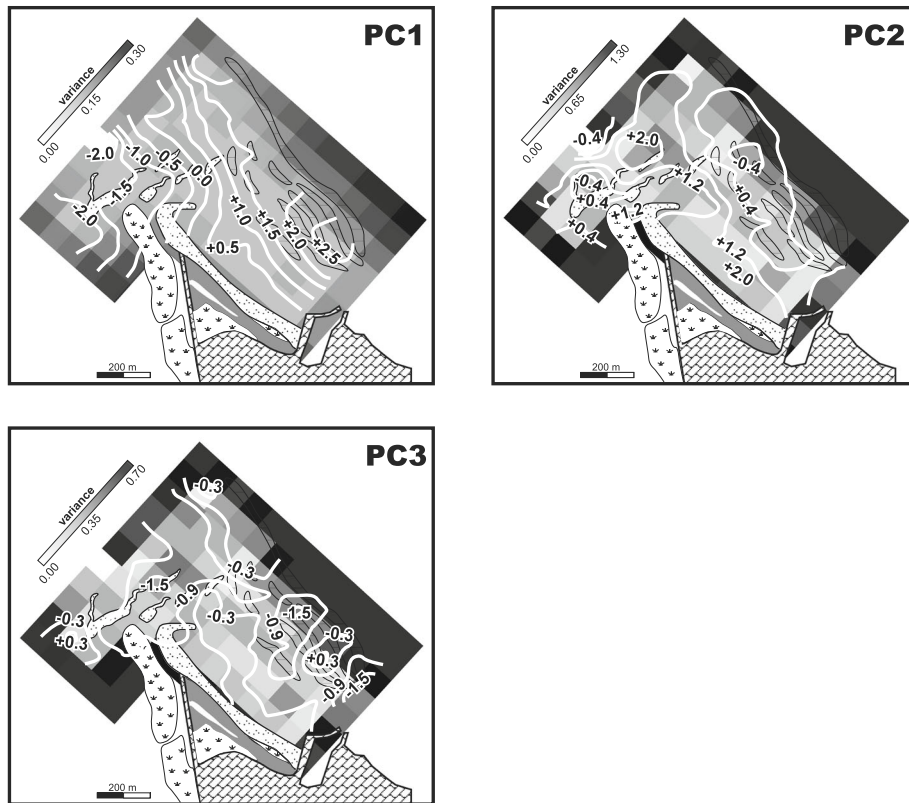 PC1
variance
0.00 0.15 0.30
-2.0
-1.0
-0.5
0.0
-1.5
-2.0
+1.0
+1.5
+2.0
+2.5
+0.5
200 m
PC2
variance
0.00 0.65 1.30
-0.4
+2.0
-0.4
+1.2
-0.4
+0.4
+0.4
+1.2
+0.4
+1.2
+2.0
200 m
PC3
variance
0.00 0.35 0.70
-0.3
-0.3
-1.5
-0.9
-0.3
-1.5
-0.3
-0.9
+0.3
-0.3
+0.3
-0.9
-1.5
200 m